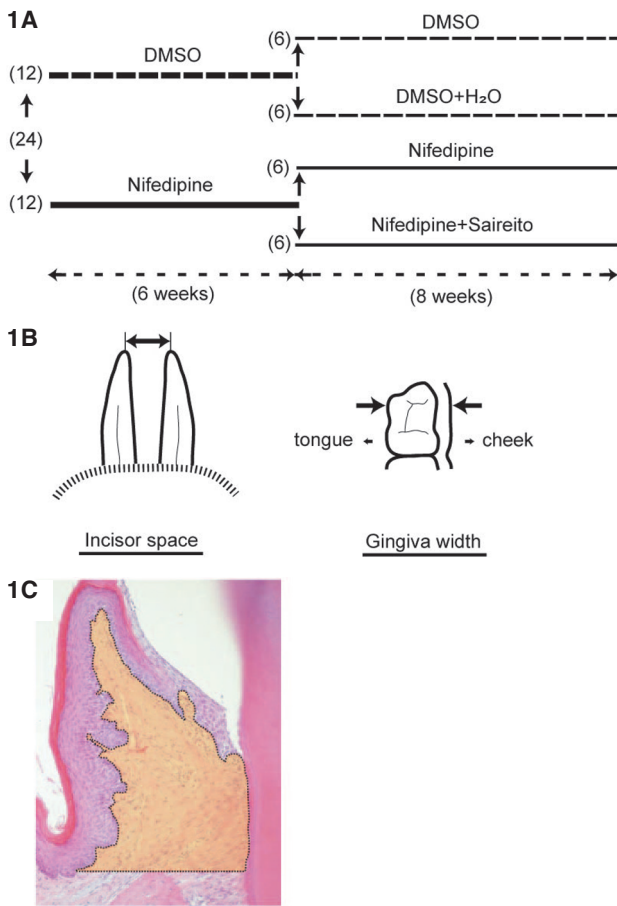 1A
(6) DMSO
(12) DMSO
(6) DMSO+H₂O
(24)
(6) Nifedipine
(12) Nifedipine
(6) Nifedipine+Saireito
(6 weeks) (8 weeks)
1B
tongue cheek
Incisor space Gingiva width
1C